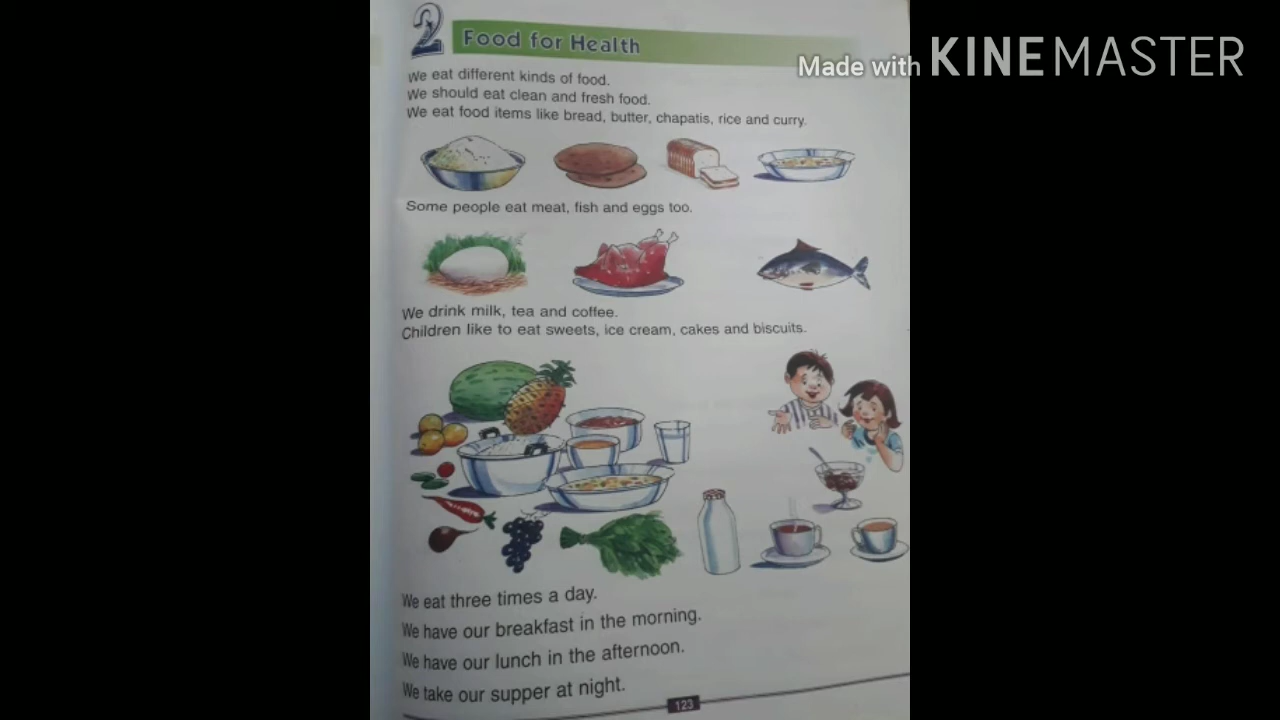 2 Food for Health
Made with KINEMASTER
We eat different kinds of food.
We should eat clean and fresh food.
We eat food items like bread, butter, chapatis, rice and curry.
Some people eat meat, fish and eggs too.
We drink milk, tea and coffee.
Children like to eat sweets, ice cream, cakes and biscuits.
We eat three times a day.
We have our breakfast in the morning.
We have our lunch in the afternoon.
We take our supper at night.
123